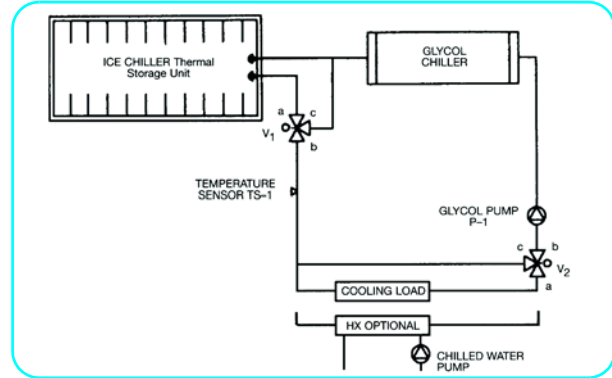 ICE CHILLER Thermal
Storage Unit
GLYCOL
CHILLER
a
c
V1
b
TEMPERATURE
SENSOR TS-1
GLYCOL PUMP
P-1
c
b
V2
a
COOLING LOAD
HX OPTIONAL
CHILLED WATER
PUMP